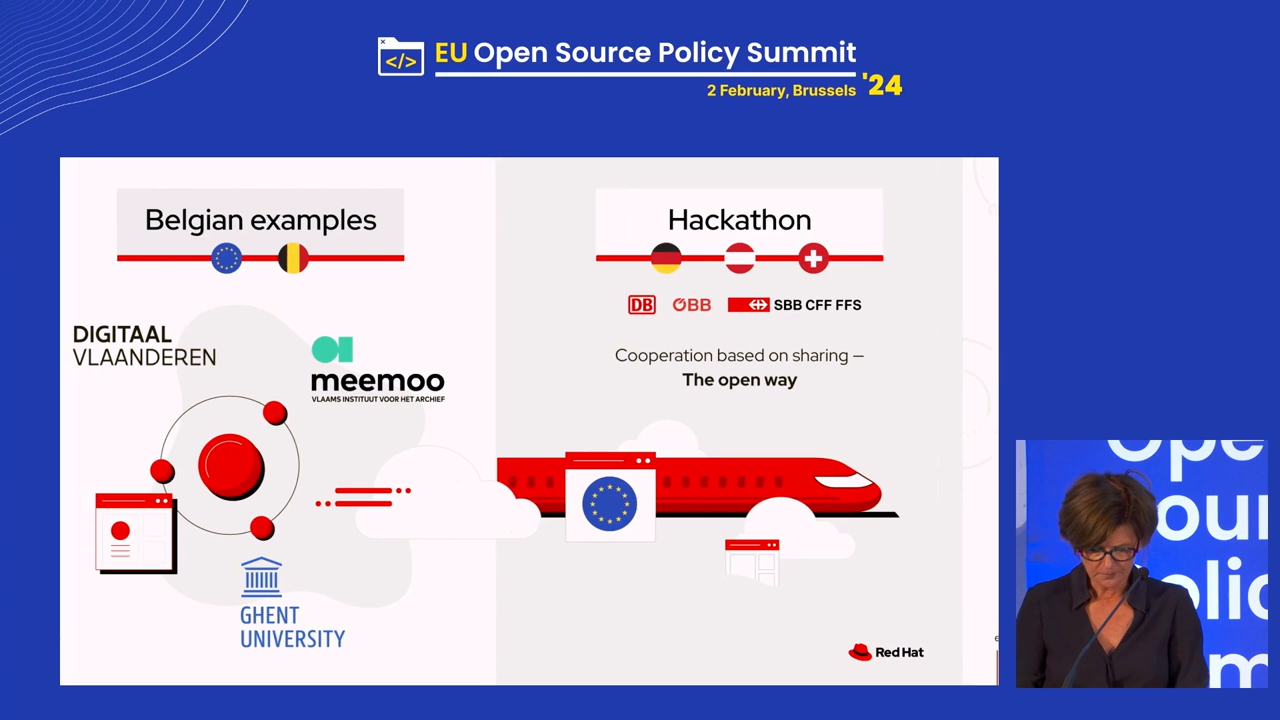 </>
EU Open Source Policy Summit
2 February, Brussels '24
Belgian examples
DIGITAAL
VLAANDEREN
meemoo
VLAAMS INSTITUUT VOOR HET ARCHIEF
GHENT
UNIVERSITY
Hackathon
DB ÖBB SBB CFF FFS
Cooperation based on sharing –
The open way
Red Hat